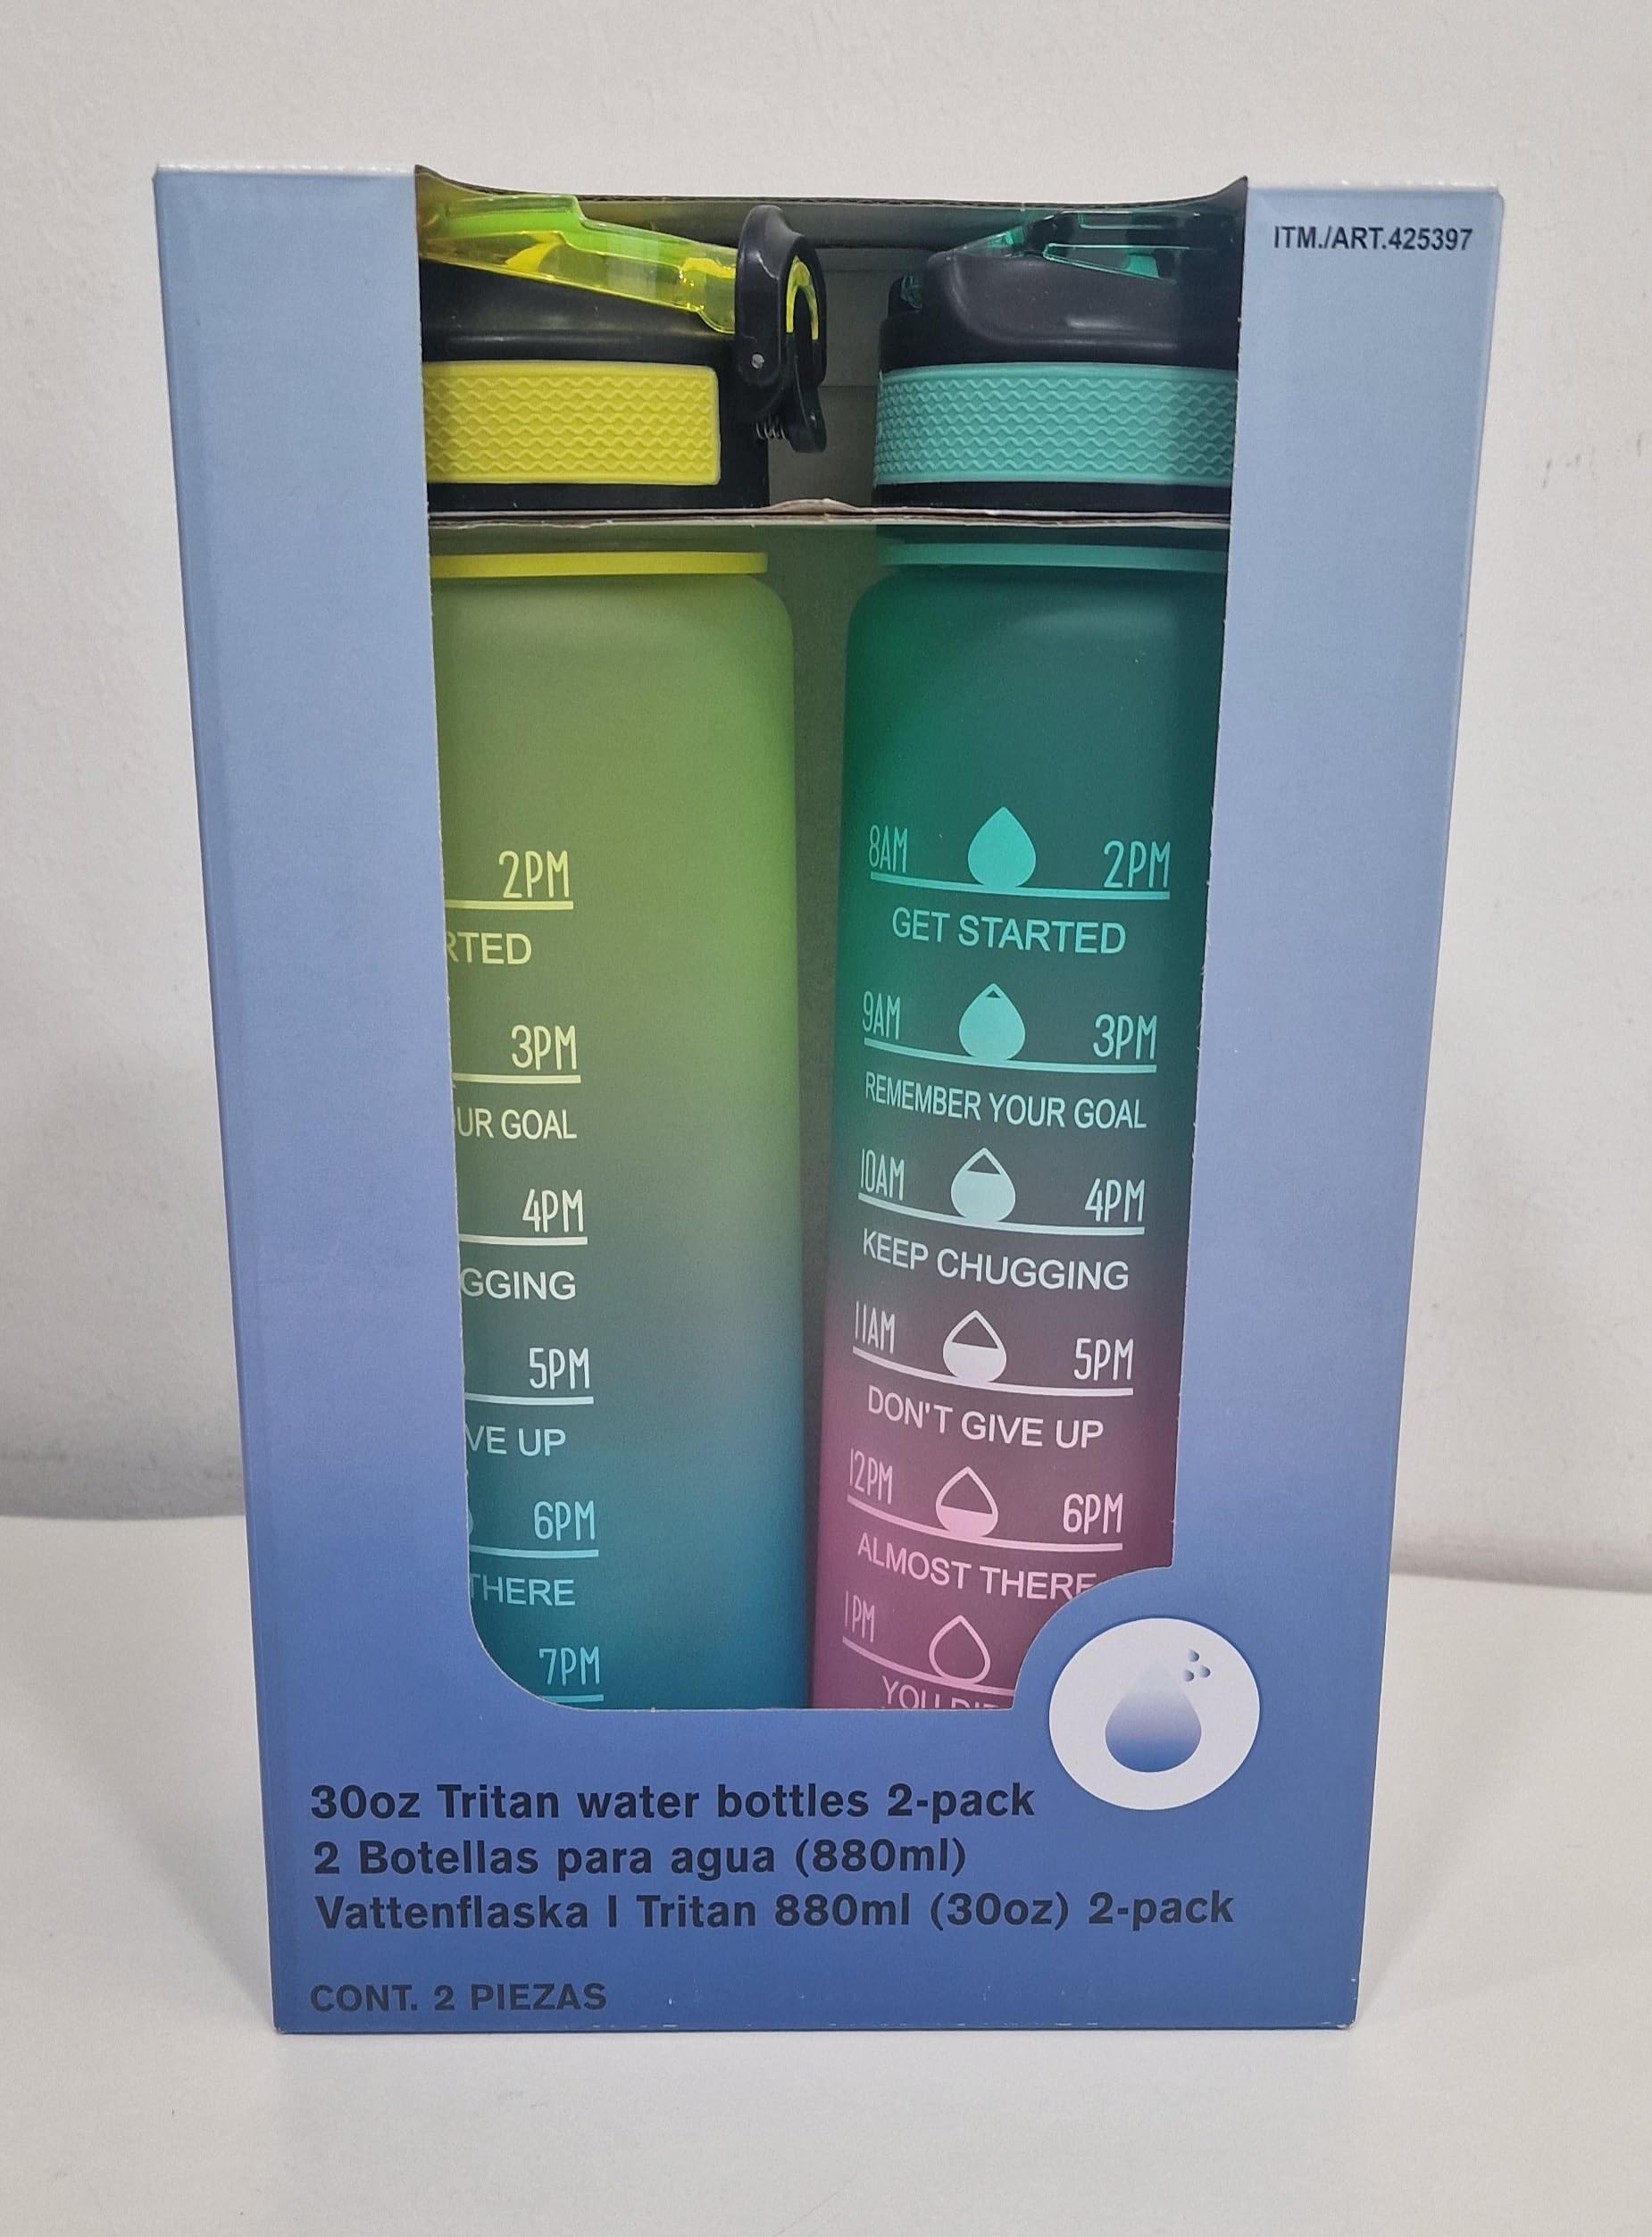 ITM./ART.425397
2PM
RTED
3PM
UR GOAL
4PM
GGING
5PM
VE UP
6PM
THERE
7PM
8AM 2PM
GET STARTED
9AM 3PM
REMEMBER YOUR GOAL
10AM 4PM
KEEP CHUGGING
11AM 5PM
DON'T GIVE UP
12PM 6PM
ALMOST THERE
1PM
YOU
30oz Tritan water bottles 2-pack
2 Botellas para agua (880ml)
Vattenflaska I Tritan 880ml (30oz) 2-pack
CONT. 2 PIEZAS